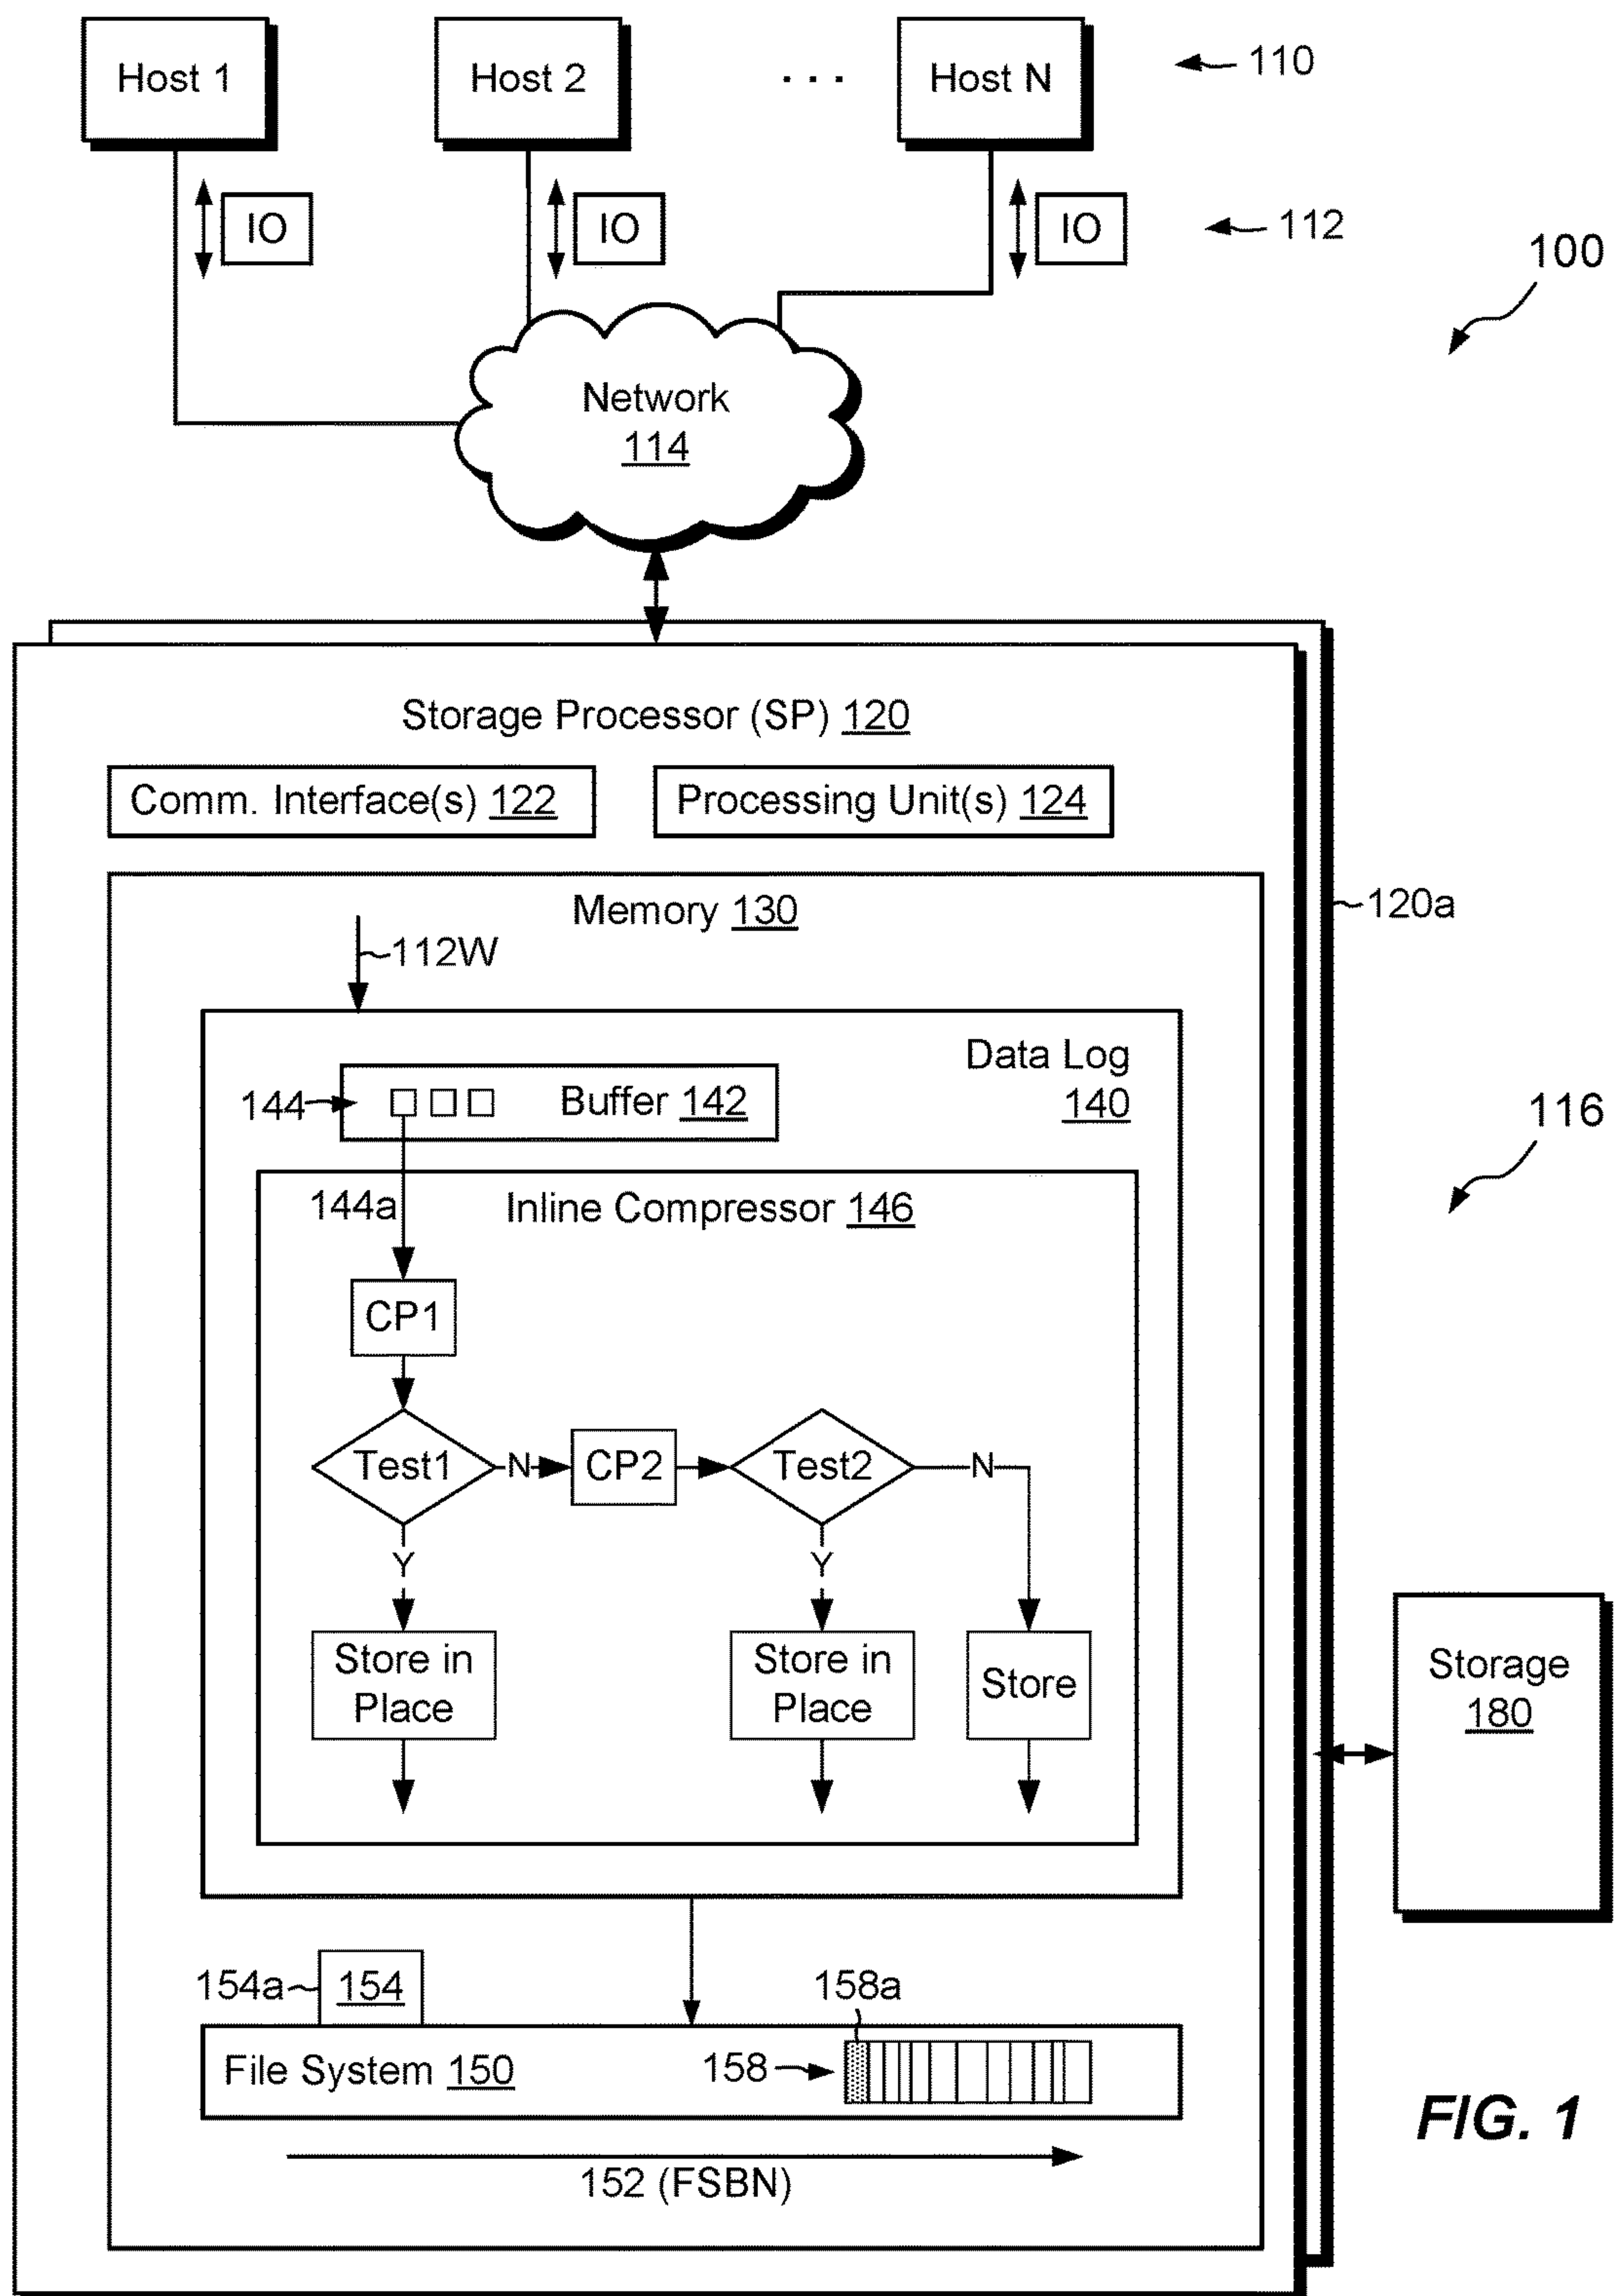 Host 1
Host 2
. . .
Host N
110
IO
IO
IO
112
100
Network
114
Storage Processor (SP) 120
Comm. Interface(s) 122
Processing Unit(s) 124
Memory 130
120a
112W
Data Log
140
144
Buffer 142
116
144a
Inline Compressor 146
CP1
Test1
N
CP2
Test2
N
Y
Y
Store in
Place
Store in
Place
Store
Storage
180
154a
154
158a
File System 150
158
152 (FSBN)
FIG. 1